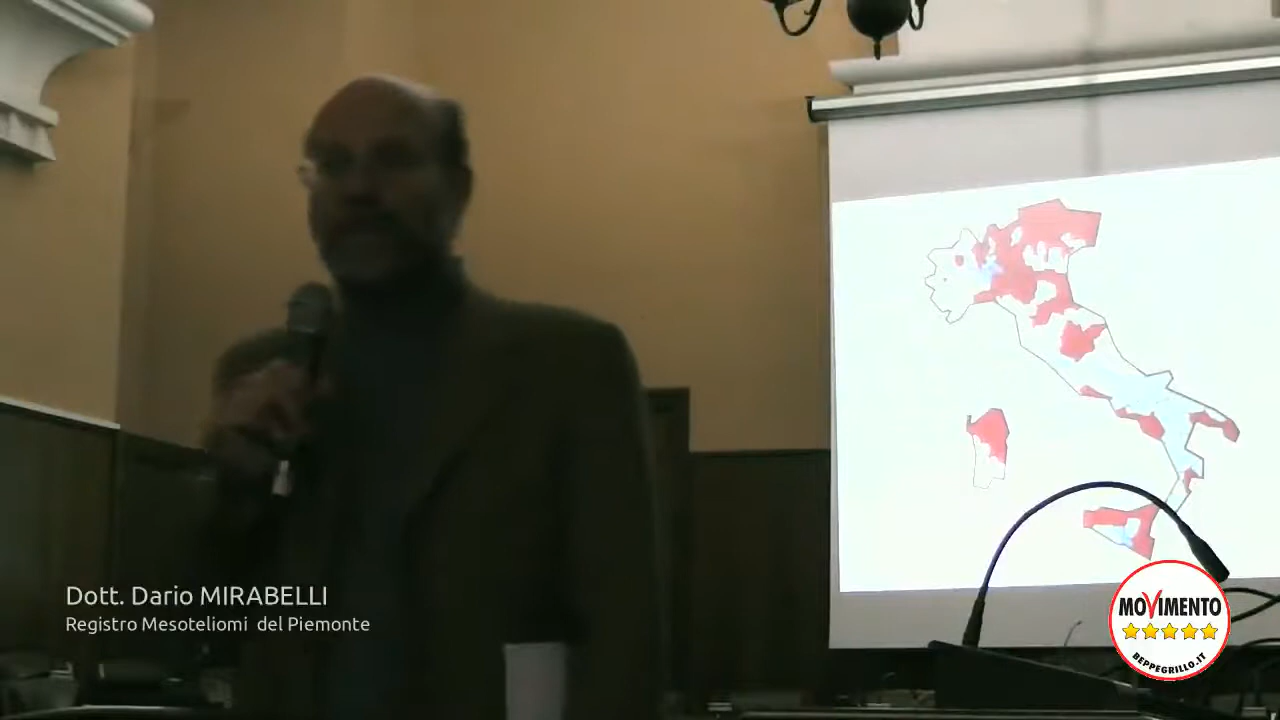 Dott. Dario MIRABELLI
Registro Mesoteliomi del Piemonte
MOVIMENTO
BEPPEGRILLO.IT